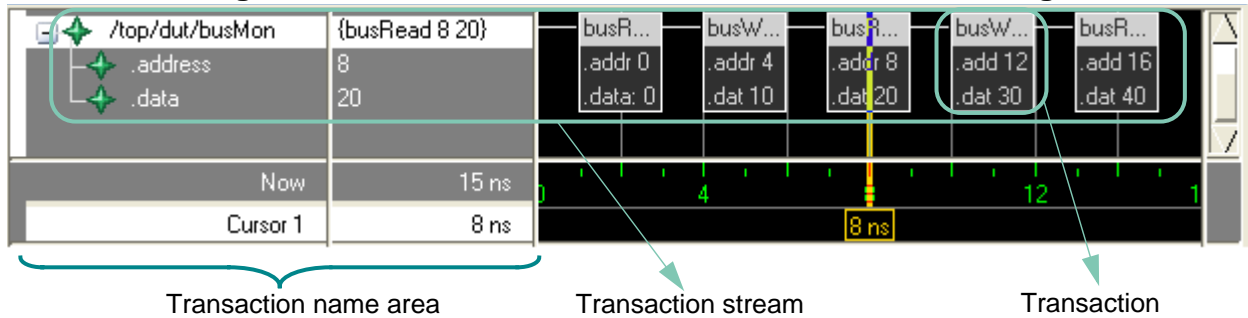 /top/dut/busMon {busRead 8 20} busR... busW... busR... busW... busR...
.address 8 .addr 0 .addr 4 .addr 8 .add 12 .add 16
.data 20 .data: 0 .dat 10 .dat 20 .dat 30 .dat 40
Now 15 ns 0 4 8 12 1
Cursor 1 8 ns 8 ns
Transaction name area Transaction stream Transaction